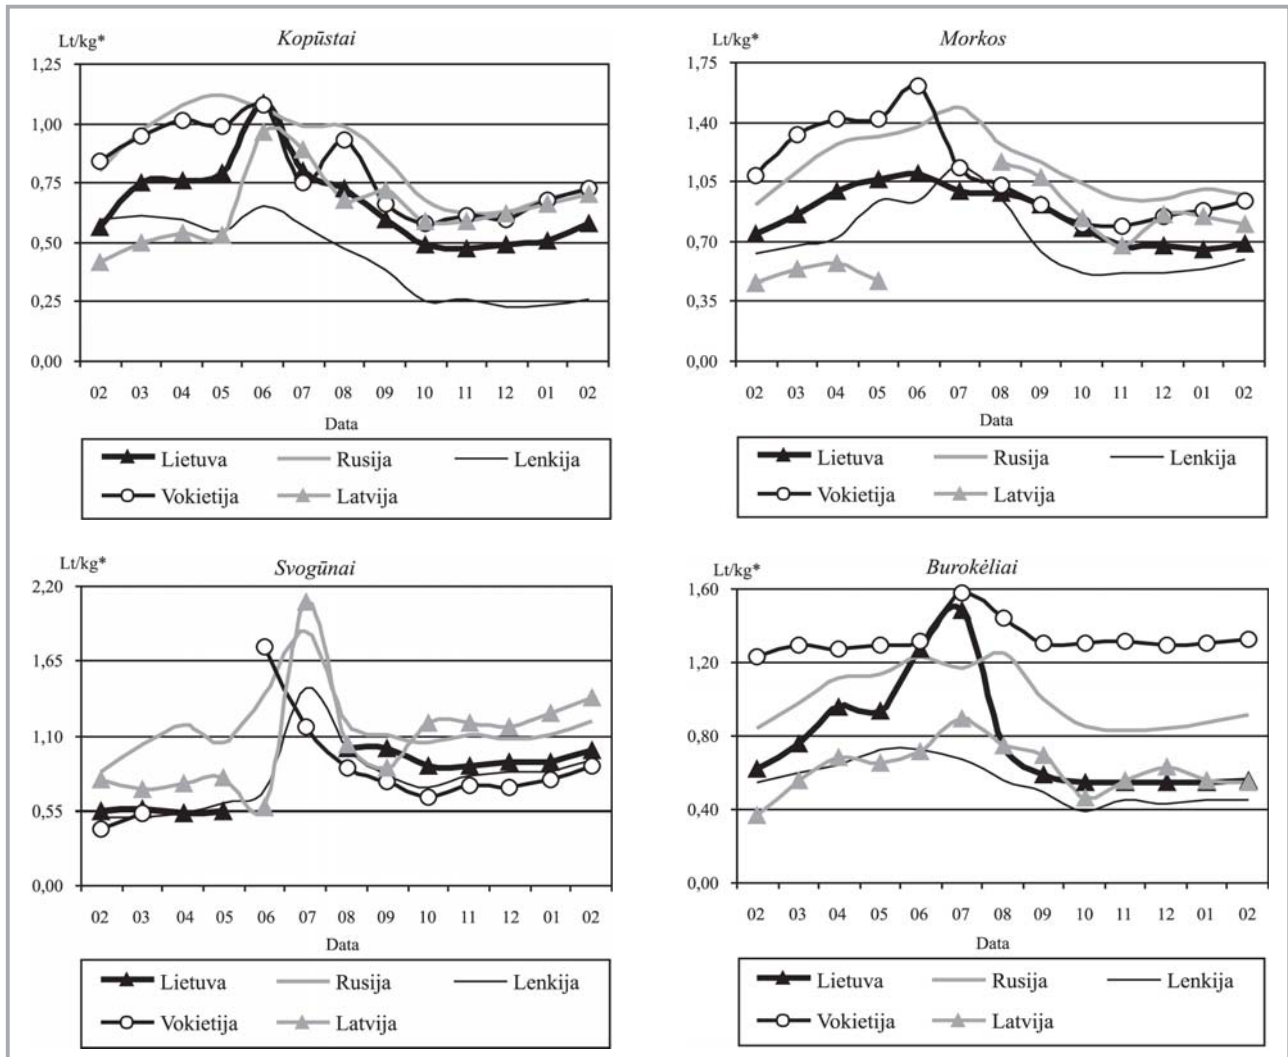 Lt/kg*
Kopūstai
1,25
1,00
0,75
0,50
0,25
0,00
02 03 04 05 06 07 08 09 10 11 12 01 02
Data
Lietuva Rusija Lenkija
Vokietija Latvija
Lt/kg*
Morkos
1,75
1,40
1,05
0,70
0,35
0,00
02 03 04 05 06 07 08 09 10 11 12 01 02
Data
Lietuva Rusija Lenkija
Vokietija Latvija
Lt/kg*
Svogūnai
2,20
1,65
1,10
0,55
0,00
02 03 04 05 06 07 08 09 10 11 12 01 02
Data
Lietuva Rusija Lenkija
Vokietija Latvija
Lt/kg*
Burokėliai
1,60
1,20
0,80
0,40
0,00
02 03 04 05 06 07 08 09 10 11 12 01 02
Data
Lietuva Rusija Lenkija
Vokietija Latvija